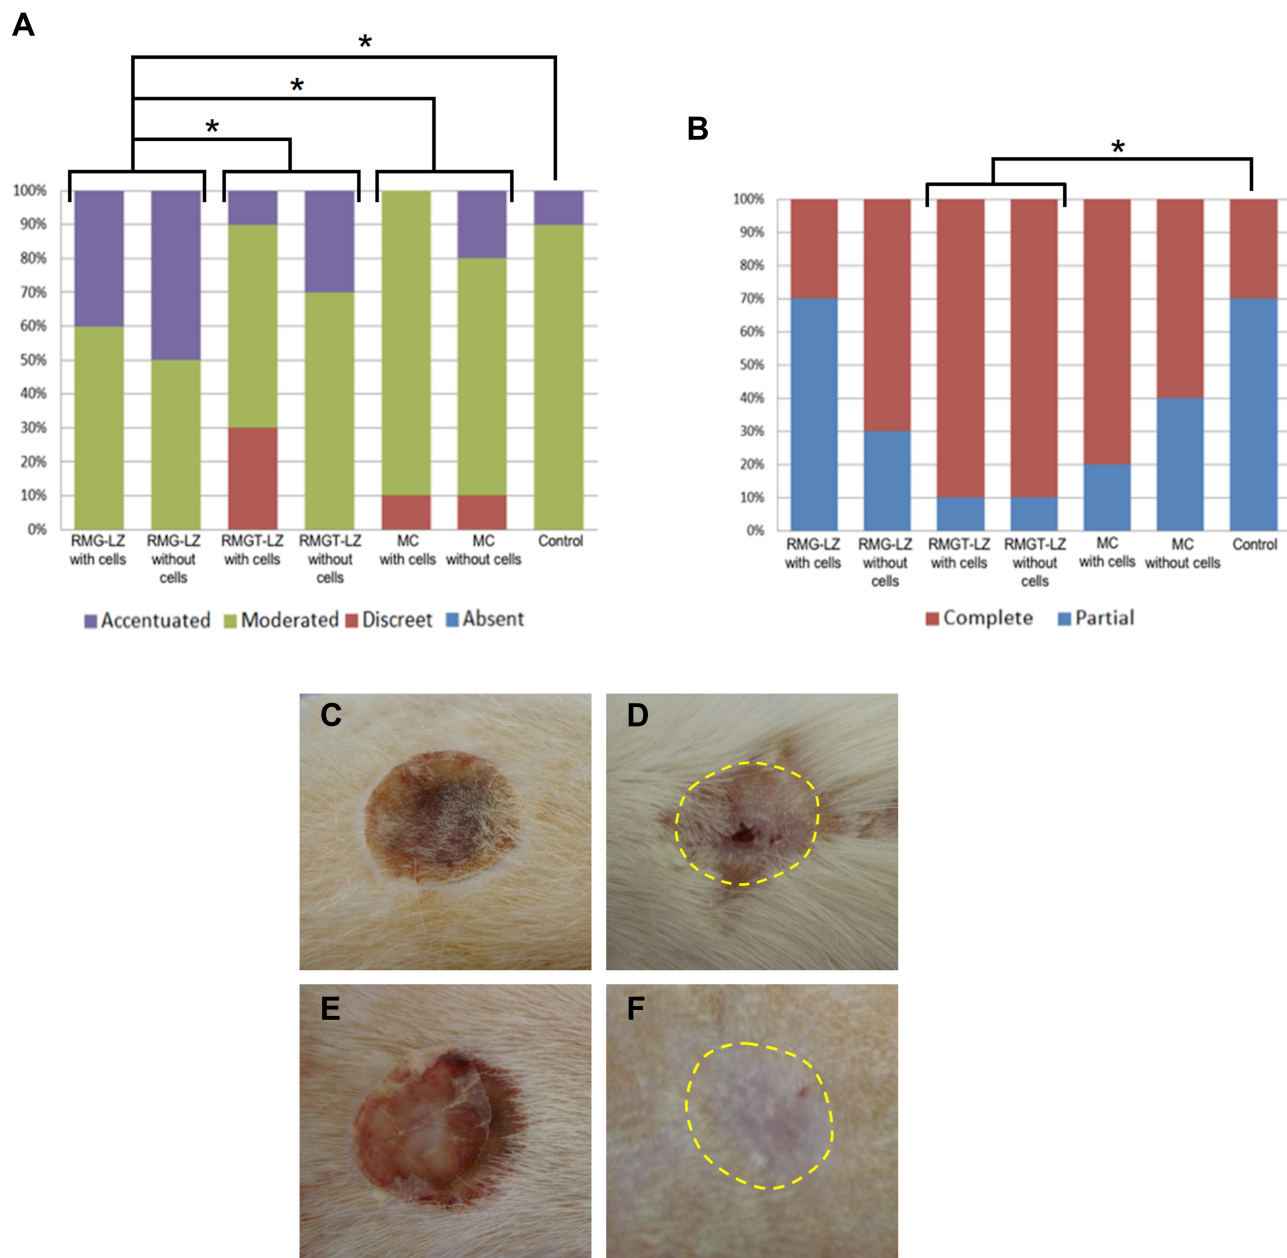 A
*
*
*
100%
90%
80%
70%
60%
50%
40%
30%
20%
10%
0%
RMG-LZ
with cells
RMG-LZ
without
cells
RMGT-LZ
with cells
RMGT-LZ
without
cells
MC
with cells
MC
without cells
Control
Accentuated Moderated Discreet Absent
B
*
100%
90%
80%
70%
60%
50%
40%
30%
20%
10%
0%
RMG-LZ
with cells
RMG-LZ
without
cells
RMGT-LZ
with cells
RMGT-LZ
without
cells
MC
with cells
MC
without cells
Control
Complete Partial
C
D
E
F